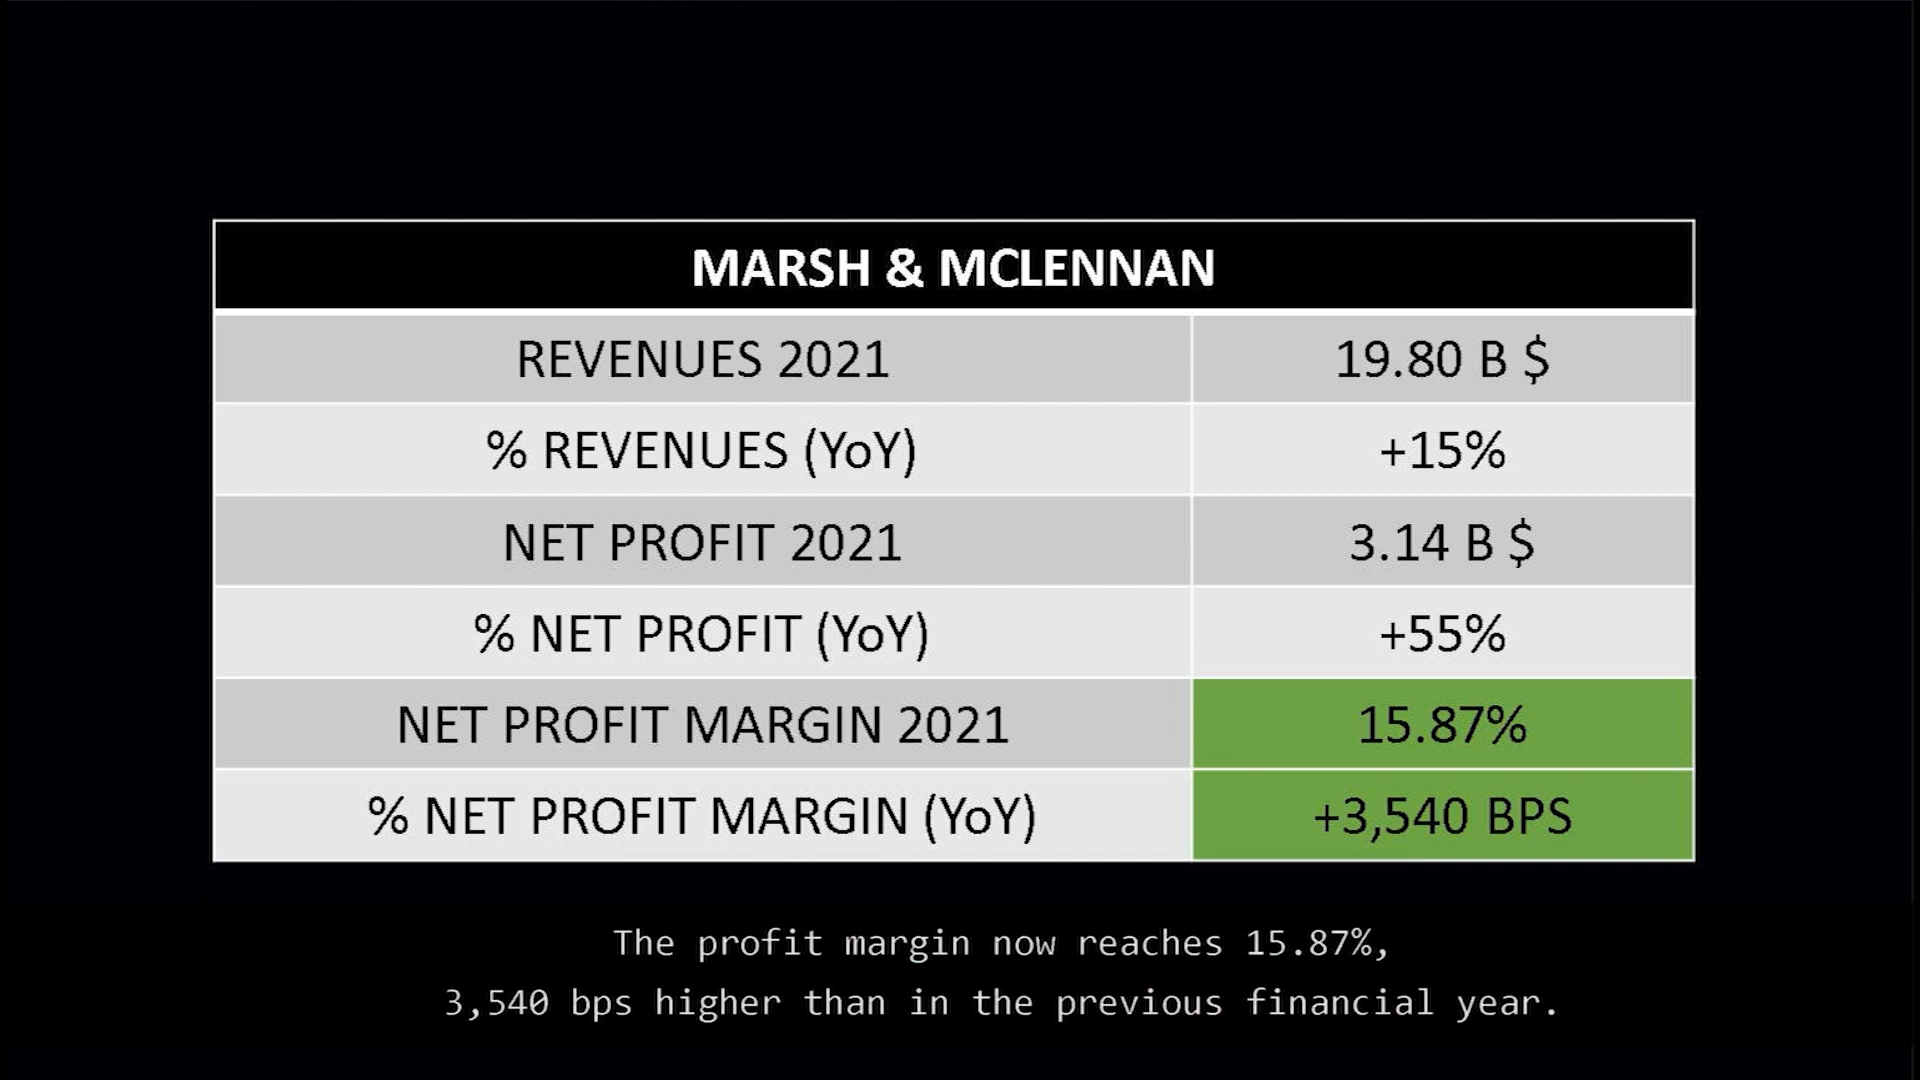 MARSH & MCLENNAN
REVENUES 2021 19.80 B $
% REVENUES (YoY) +15%
NET PROFIT 2021 3.14 B $
% NET PROFIT (YoY) +55%
NET PROFIT MARGIN 2021 15.87%
% NET PROFIT MARGIN (YoY) +3,540 BPS
The profit margin now reaches 15.87%,
3,540 bps higher than in the previous financial year.